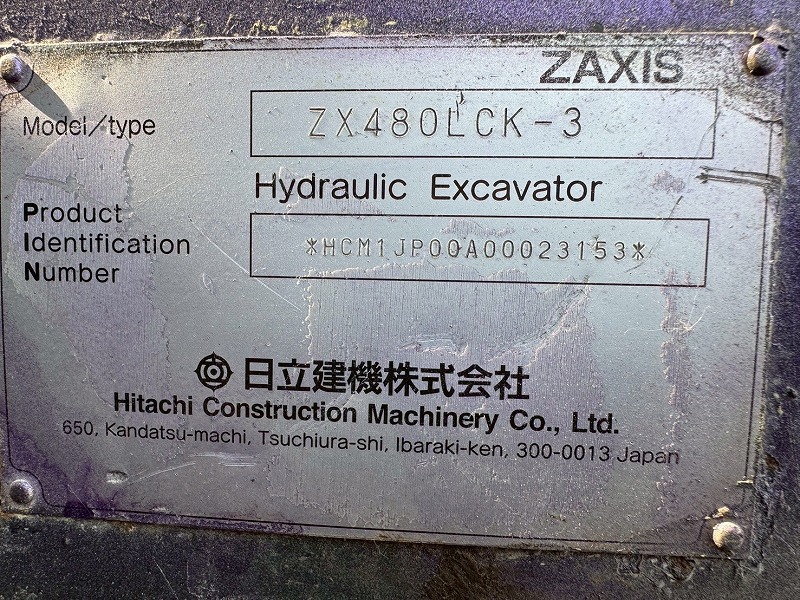 ZAXIS
Model/type ZX480LCK-3
Hydraulic Excavator
Product
Identification
Number
*HCM1JP00A00023153*
日立建機株式会社
Hitachi Construction Machinery Co., Ltd.
650, Kandatsu-machi, Tsuchiura-shi, Ibaraki-ken, 300-0013 Japan